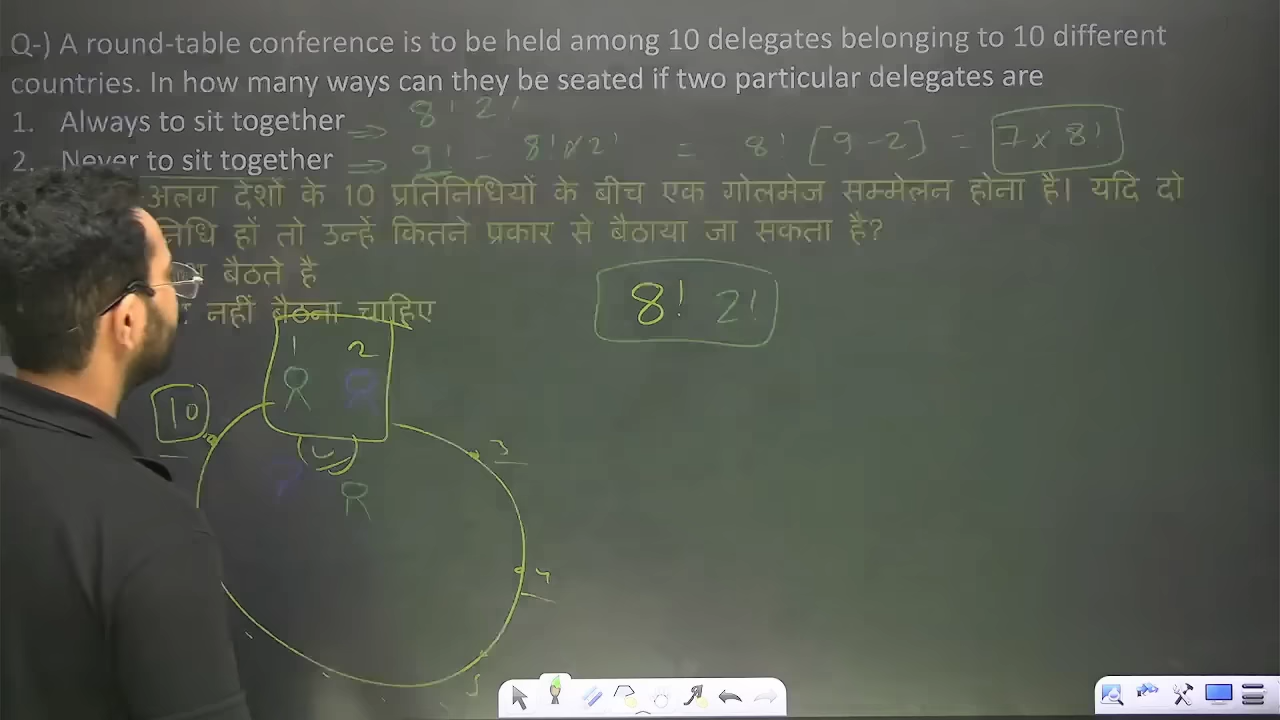 Q-) A round-table conference is to be held among 10 delegates belonging to 10 different
countries. In how many ways can they be seated if two particular delegates are
1. Always to sit together ⇒ 8! 2!
2. Never to sit together ⇒ 9! - 8! x 2! = 8! [9-2] = 7 x 8!
अलग देशों के 10 प्रतिनिधियों के बीच एक गोलमेज सम्मेलन होना है। यदि दो
हों तो उन्हें कितने प्रकार से बैठाया जा सकता है?
बैठते है
नहीं बैठना चाहिए
8! 2!
1 2
10
3
4
5